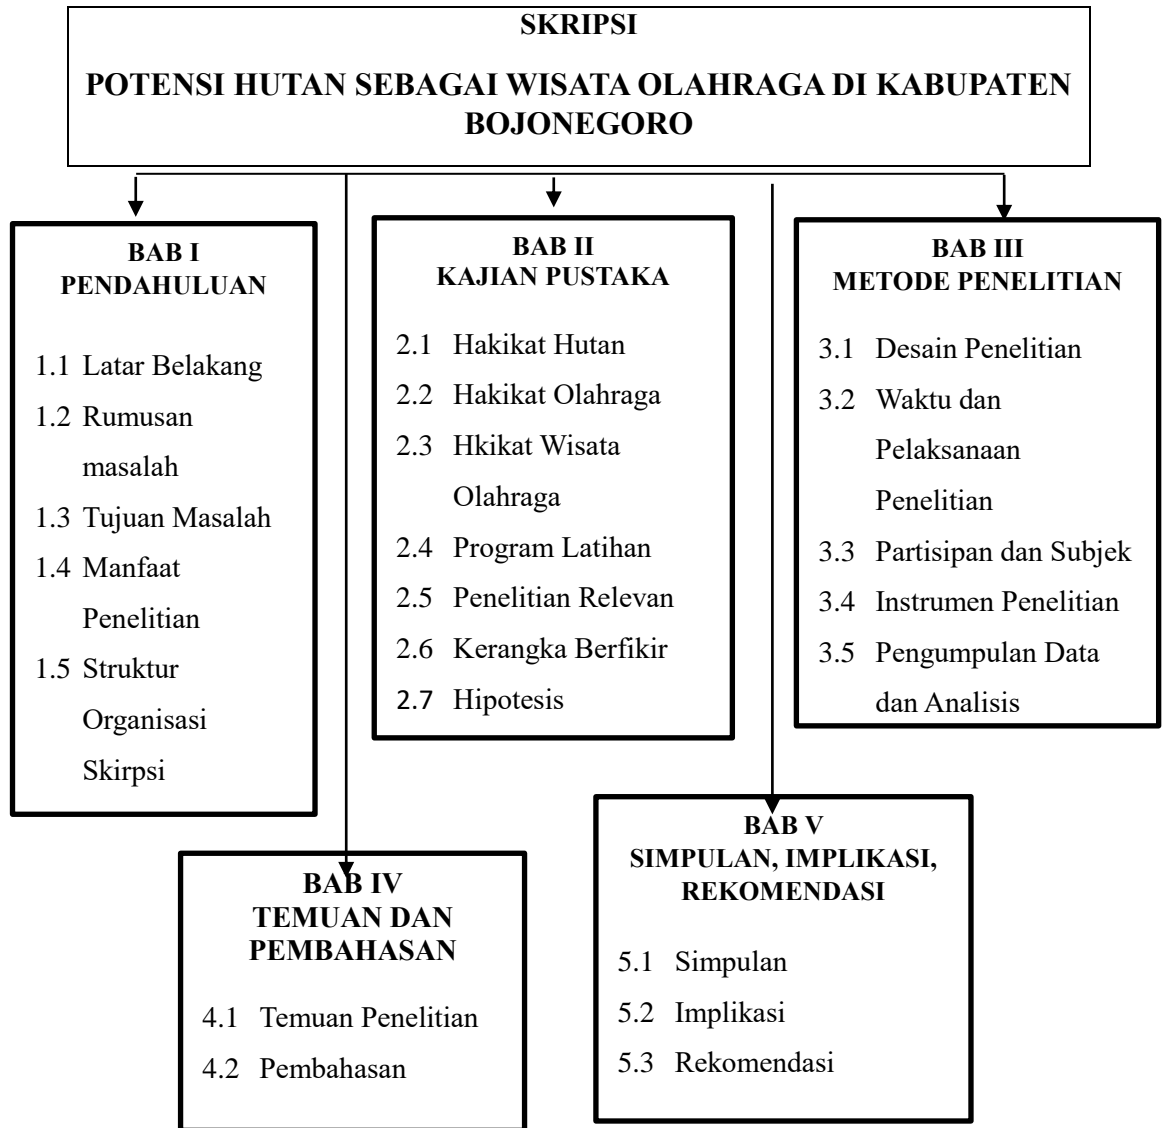 SKRIPSI
POTENSI HUTAN SEBAGAI WISATA OLAHRAGA DI KABUPATEN
BOJONEGORO
BAB I
PENDAHULUAN
1.1 Latar Belakang
1.2 Rumusan
masalah
1.3 Tujuan Masalah
1.4 Manfaat
Penelitian
1.5 Struktur
Organisasi
Skirpsi
BAB II
KAJIAN PUSTAKA
2.1 Hakikat Hutan
2.2 Hakikat Olahraga
2.3 Hkikat Wisata
Olahraga
2.4 Program Latihan
2.5 Penelitian Relevan
2.6 Kerangka Berfikir
2.7 Hipotesis
BAB III
METODE PENELITIAN
3.1 Desain Penelitian
3.2 Waktu dan
Pelaksanaan
Penelitian
3.3 Partisipan dan Subjek
3.4 Instrumen Penelitian
3.5 Pengumpulan Data
dan Analisis
BAB IV
TEMUAN DAN
PEMBAHASAN
4.1 Temuan Penelitian
4.2 Pembahasan
BAB V
SIMPULAN, IMPLIKASI,
REKOMENDASI
5.1 Simpulan
5.2 Implikasi
5.3 Rekomendasi